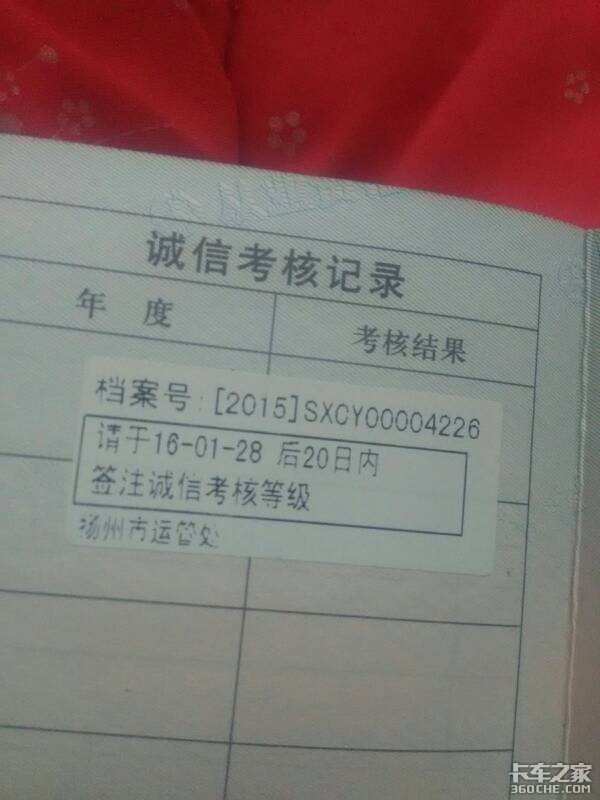 诚信考核记录
年 度
考核结果
档案号:[2015]SXCY00004226
请于16-01-28 后20日内
签注诚信考核等级
扬州市运管处
卡车之家
360CHE.COM